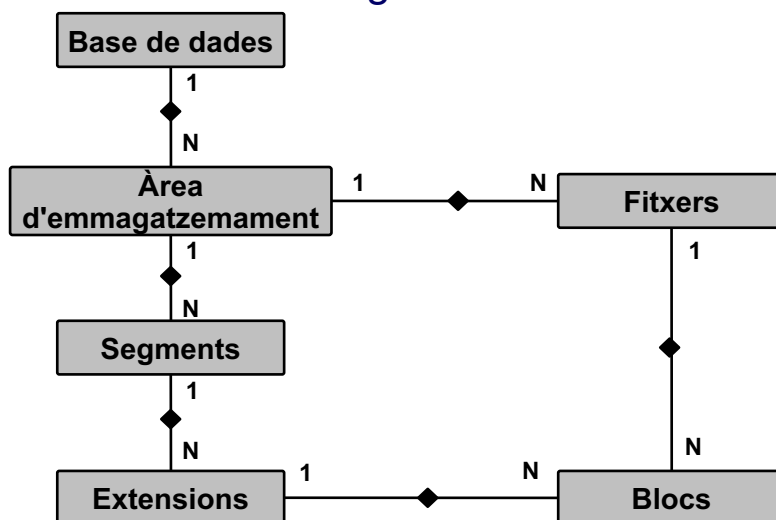 g
Base de dades
1
N
Àrea
d'emmagatzemament
1
N
Fitxers
1
N
1
Segments
1
N
N
Extensions
1
N
Blocs